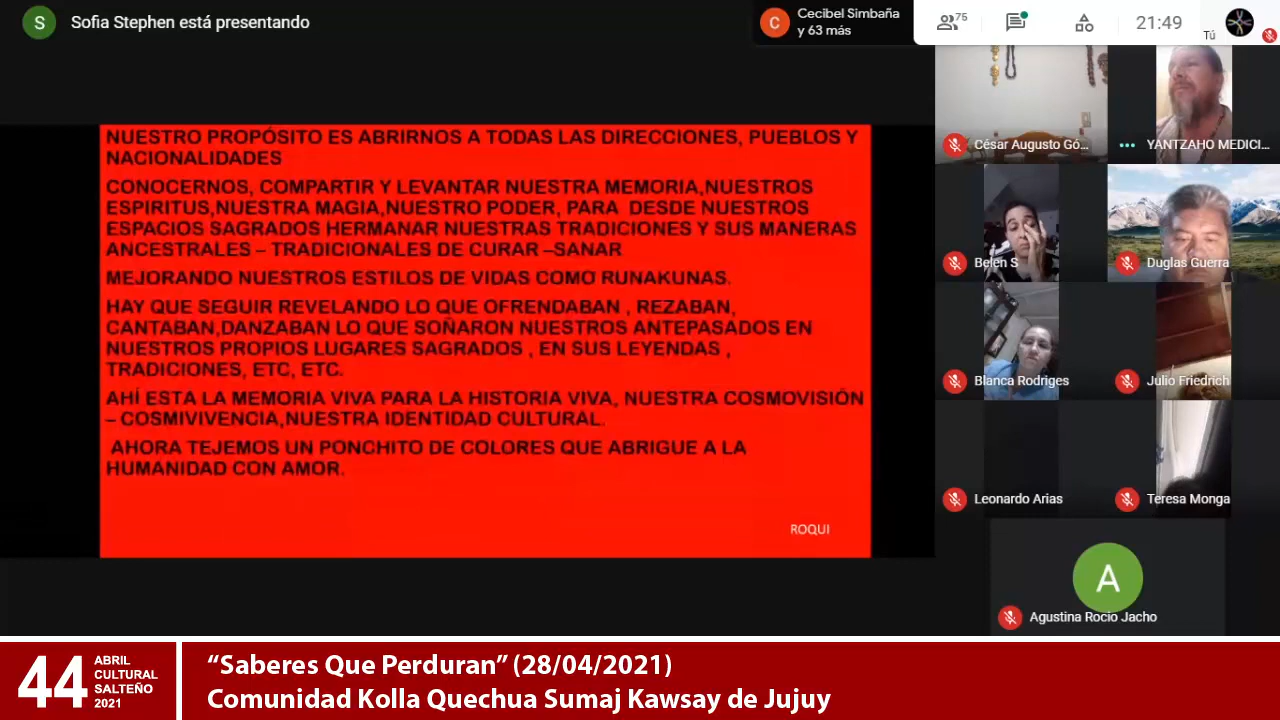 S
Sofia Stephen está presentando
C
Cecibel Simbaña
y 63 más
75
21:49
Tú
NUESTRO PROPÓSITO ES ABRIRNOS A TODAS LAS DIRECCIONES, PUEBLOS Y
NACIONALIDADES
CONOCERNOS, COMPARTIR Y LEVANTAR NUESTRA MEMORIA,NUESTROS
ESPIRITUS,NUESTRA MAGIA,NUESTRO PODER, PARA DESDE NUESTROS
ESPACIOS SAGRADOS HERMANAR NUESTRAS TRADICIONES Y SUS MANERAS
ANCESTRALES – TRADICIONALES DE CURAR –SANAR
MEJORANDO NUESTROS ESTILOS DE VIDAS COMO RUNAKUNAS.
HAY QUE SEGUIR REVELANDO LO QUE OFRENDABAN , REZABAN,
CANTABAN,DANZABAN LO QUE SOÑARON NUESTROS ANTEPASADOS EN
NUESTROS PROPIOS LUGARES SAGRADOS , EN SUS LEYENDAS ,
TRADICIONES, ETC, ETC.
AHÍ ESTA LA MEMORIA VIVA PARA LA HISTORIA VIVA, NUESTRA COSMOVISIÓN
– COSMIVIVENCIA,NUESTRA IDENTIDAD CULTURAL.
AHORA TEJEMOS UN PONCHITO DE COLORES QUE ABRIGUE A LA
HUMANIDAD CON AMOR.
ROQUI
César Augusto Gó...
YANTZAHO MEDICI...
Belén S
Duglas Guerra
Blanca Rodriges
Julio Friedrich
Leonardo Arias
Teresa Monga
A
Agustina Rocio Jacho
44
ABRIL
CULTURAL
SALTEÑO
2021
“Saberes Que Perduran” (28/04/2021)
Comunidad Kolla Quechua Sumaj Kawsay de Jujuy